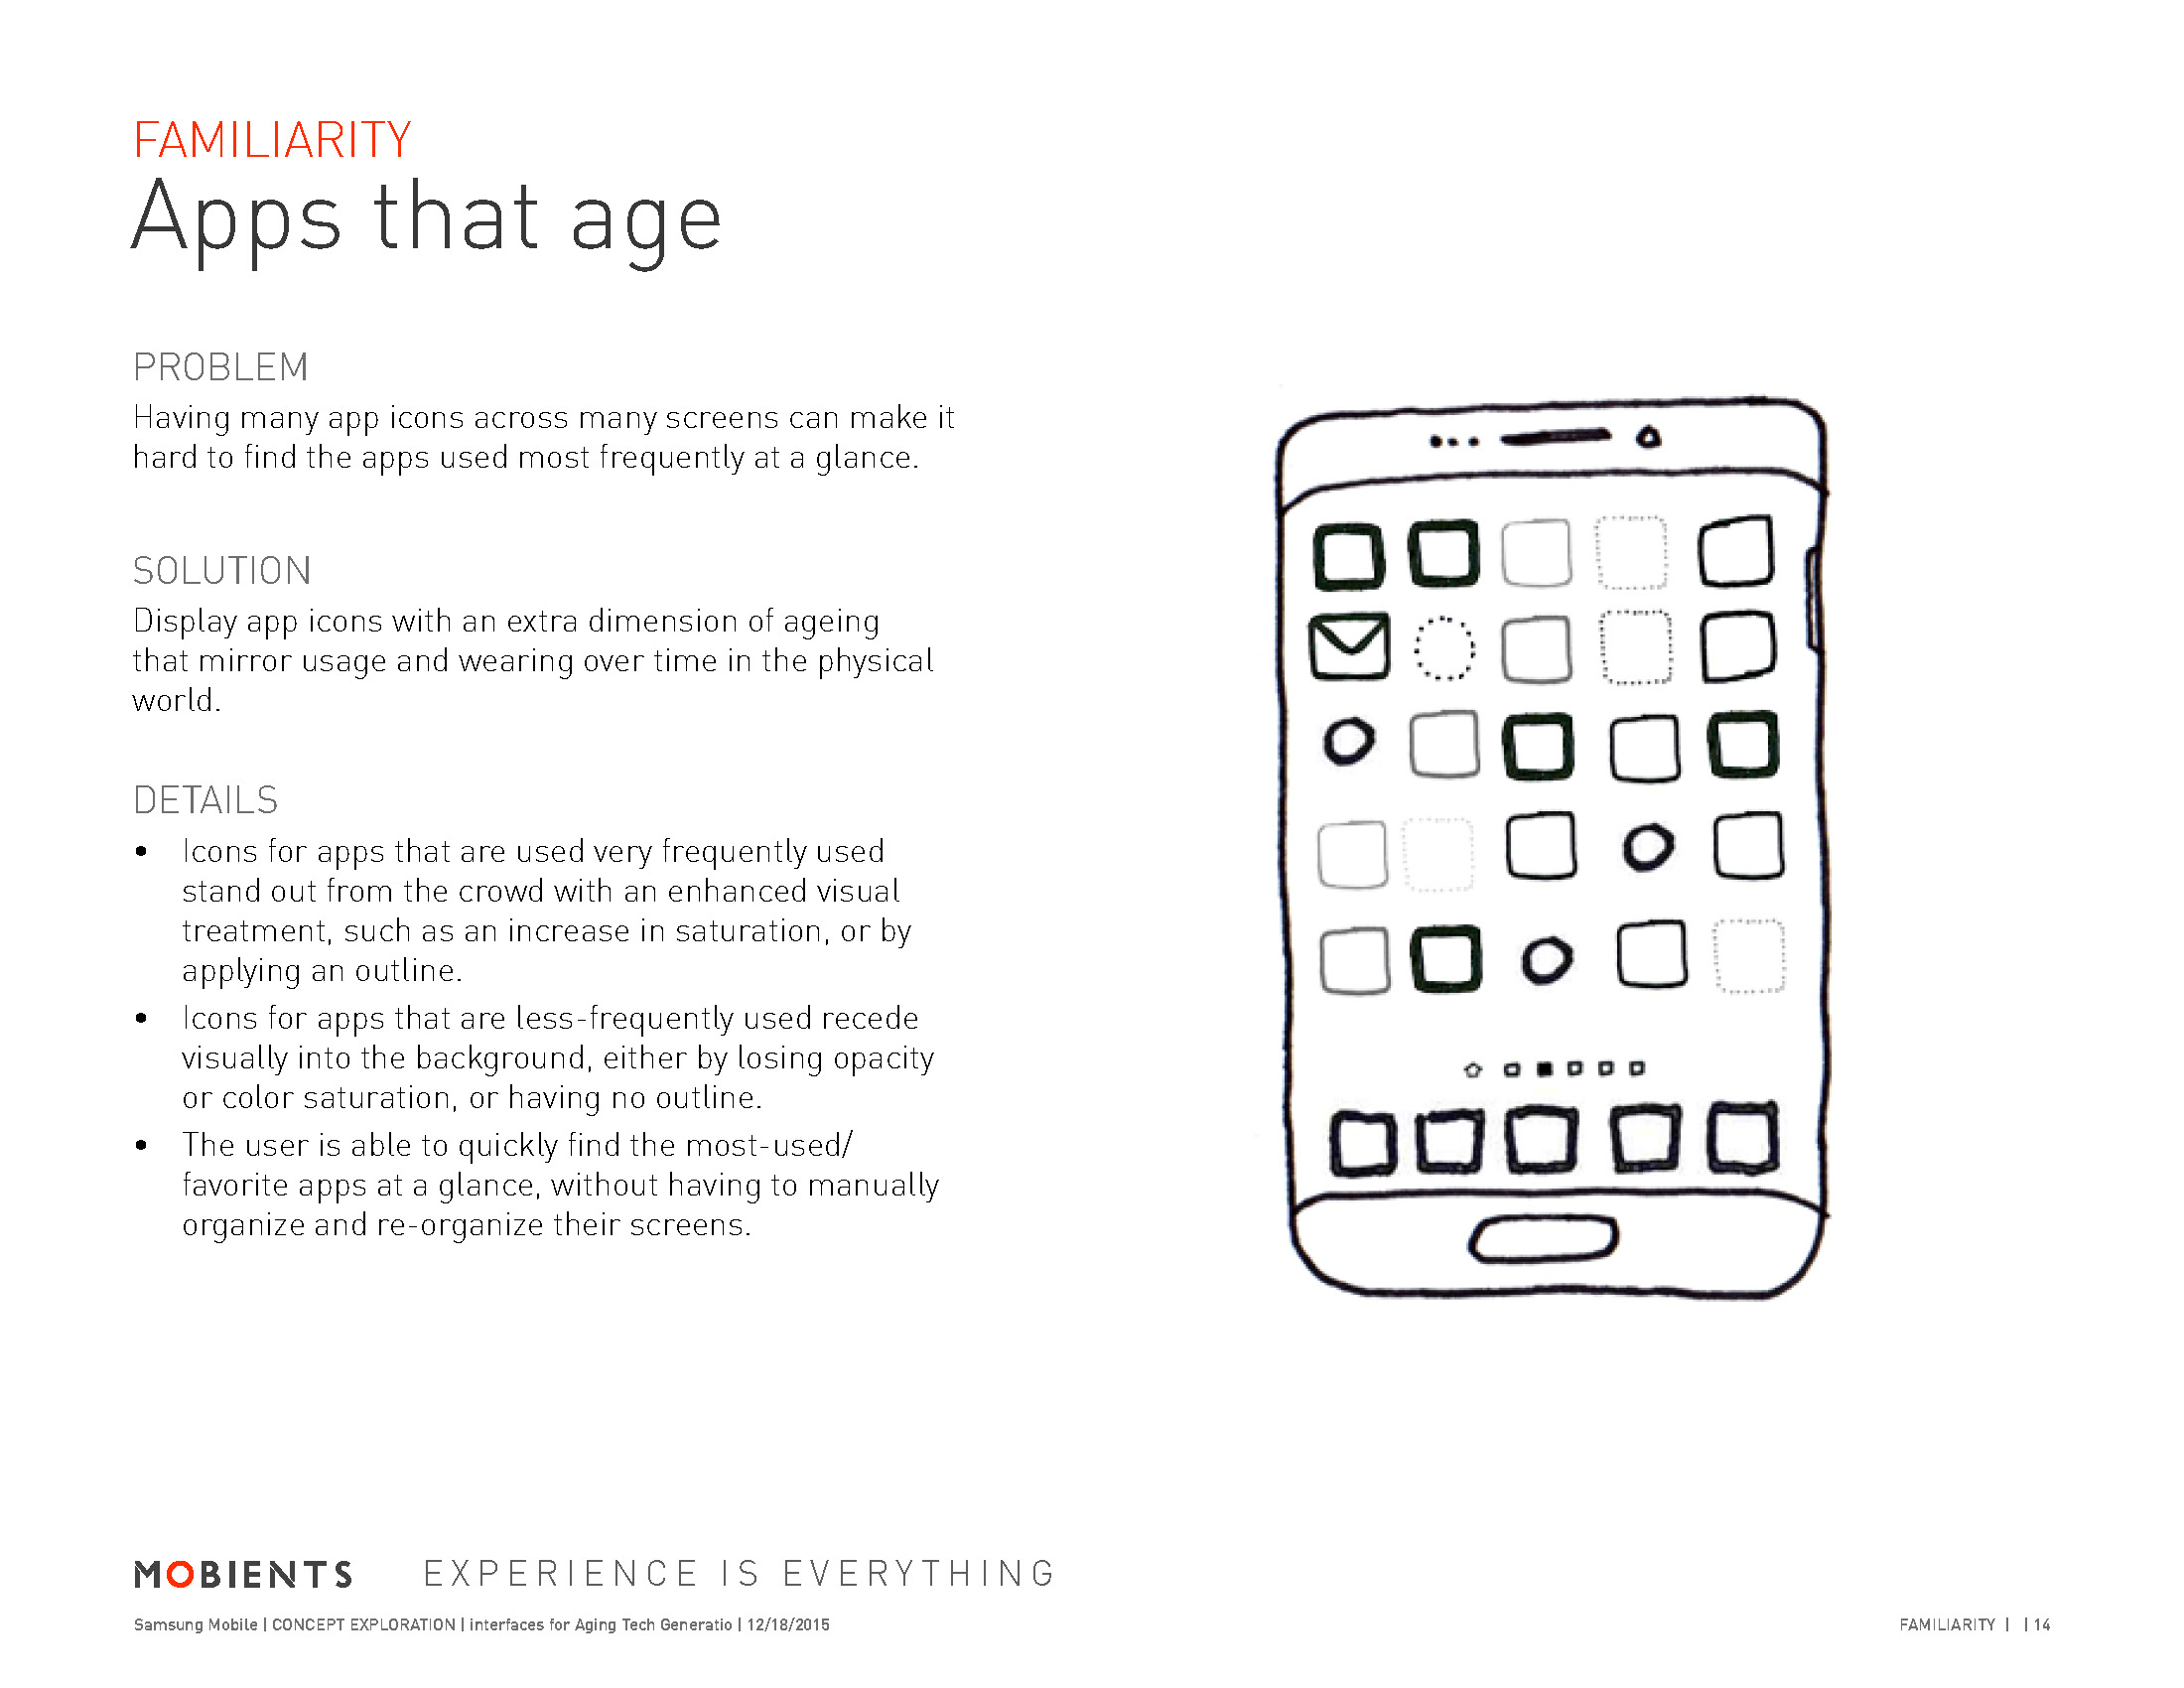 FAMILIARITY
Apps that age
PROBLEM
Having many app icons across many screens can make it
hard to find the apps used most frequently at a glance.
SOLUTION
Display app icons with an extra dimension of ageing
that mirror usage and wearing over time in the physical
world.
DETAILS
• Icons for apps that are used very frequently used
stand out from the crowd with an enhanced visual
treatment, such as an increase in saturation, or by
applying an outline.
• Icons for apps that are less-frequently used recede
visually into the background, either by losing opacity
or color saturation, or having no outline.
• The user is able to quickly find the most-used/
favorite apps at a glance, without having to manually
organize and re-organize their screens.
MOBIENTS EXPERIENCE IS EVERYTHING
Samsung Mobile | CONCEPT EXPLORATION | interfaces for Aging Tech Generatio | 12/18/2015
FAMILIARITY | | 14